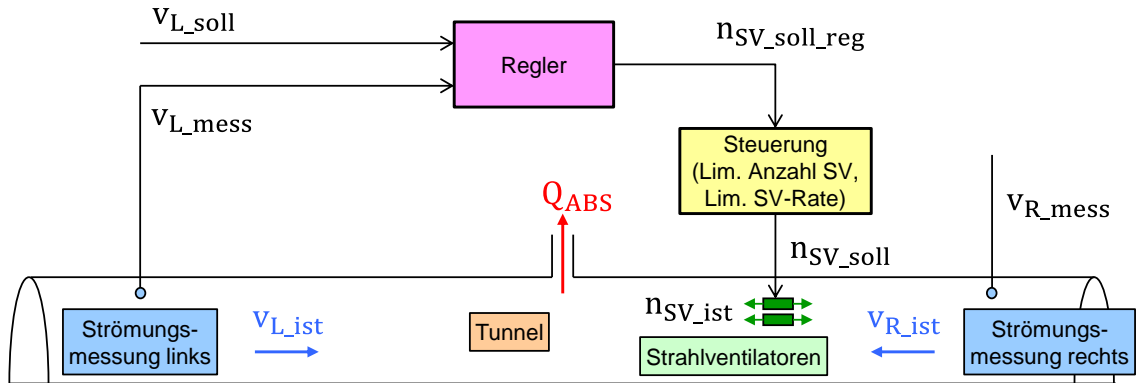 v_L_soll
n_SV_soll_reg
Regler
v_L_mess
Steuerung
(Lim. Anzahl SV,
Lim. SV-Rate)
Q_ABS
v_R_mess
n_SV_soll
n_SV_ist
Strömungs-
messung links
v_L_ist
Tunnel
Strahlventilatoren
v_R_ist
Strömungs-
messung rechts